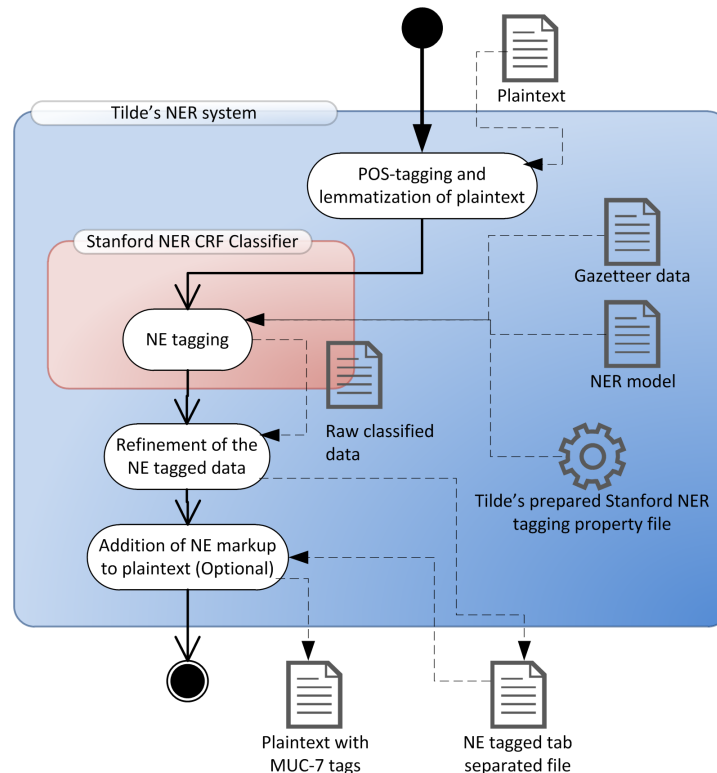 Plaintext
Tilde's NER system
POS-tagging and
lemmatization of plaintext
Stanford NER CRF Classifier
Gazetteer data
NE tagging
NER model
Raw classified
data
Refinement of the
NE tagged data
Tilde's prepared Stanford NER
tagging property file
Addition of NE markup
to plaintext (Optional)
Plaintext with
MUC-7 tags
NE tagged tab
separated file